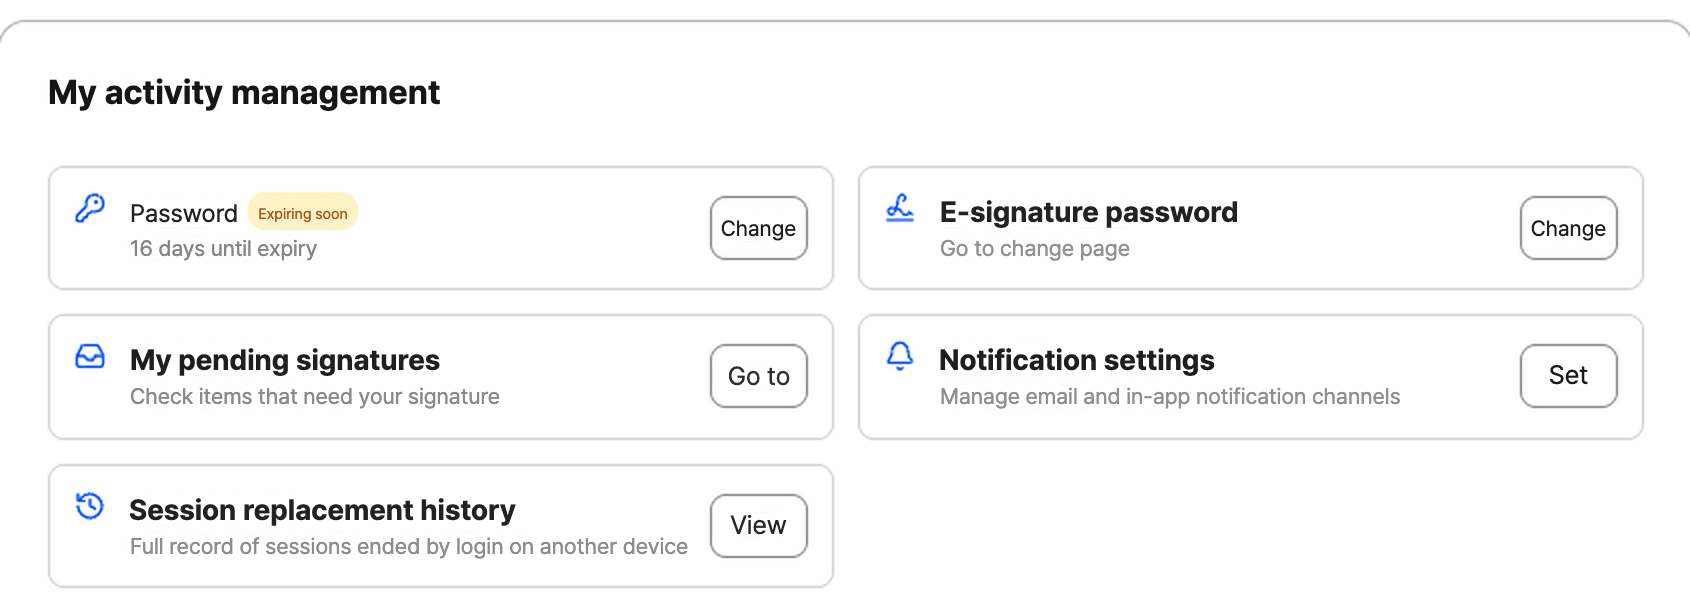 My activity management
Password Expiring soon
16 days until expiry
Change
E-signature password
Go to change page
Change
My pending signatures
Check items that need your signature
Go to
Notification settings
Manage email and in-app notification channels
Set
Session replacement history
Full record of sessions ended by login on another device
View